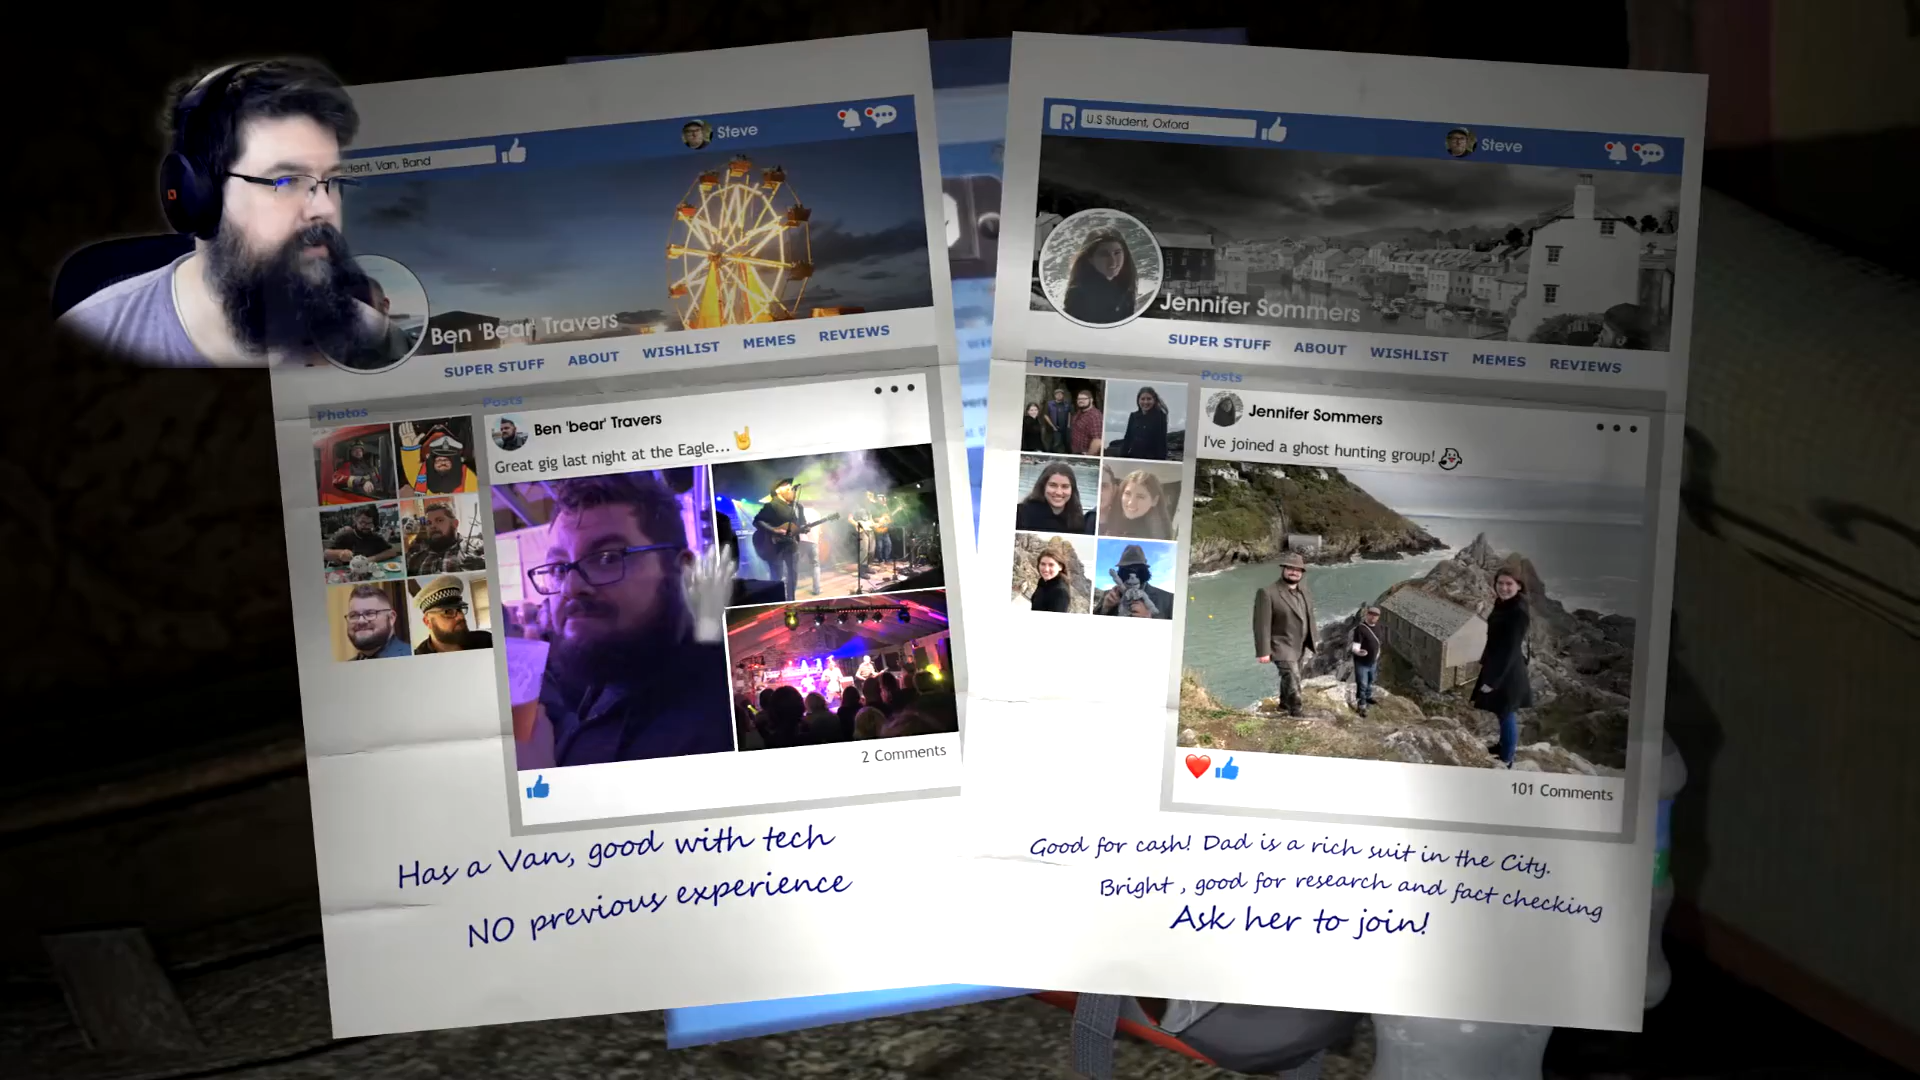 dent, Van, Band
Steve
Ben 'Bear' Travers
SUPER STUFF ABOUT WISHLIST MEMES REVIEWS
Photos
Posts
Ben 'bear' Travers
Great gig last night at the Eagle...
2 Comments
Has a Van, good with tech
NO previous experience
R
U.S Student, Oxford
Steve
Jennifer Sommers
SUPER STUFF ABOUT WISHLIST MEMES REVIEWS
Photos
Posts
Jennifer Sommers
I've joined a ghost hunting group!
101 Comments
Good for cash! Dad is a rich suit in the City.
Bright, good for research and fact checking
Ask her to join!